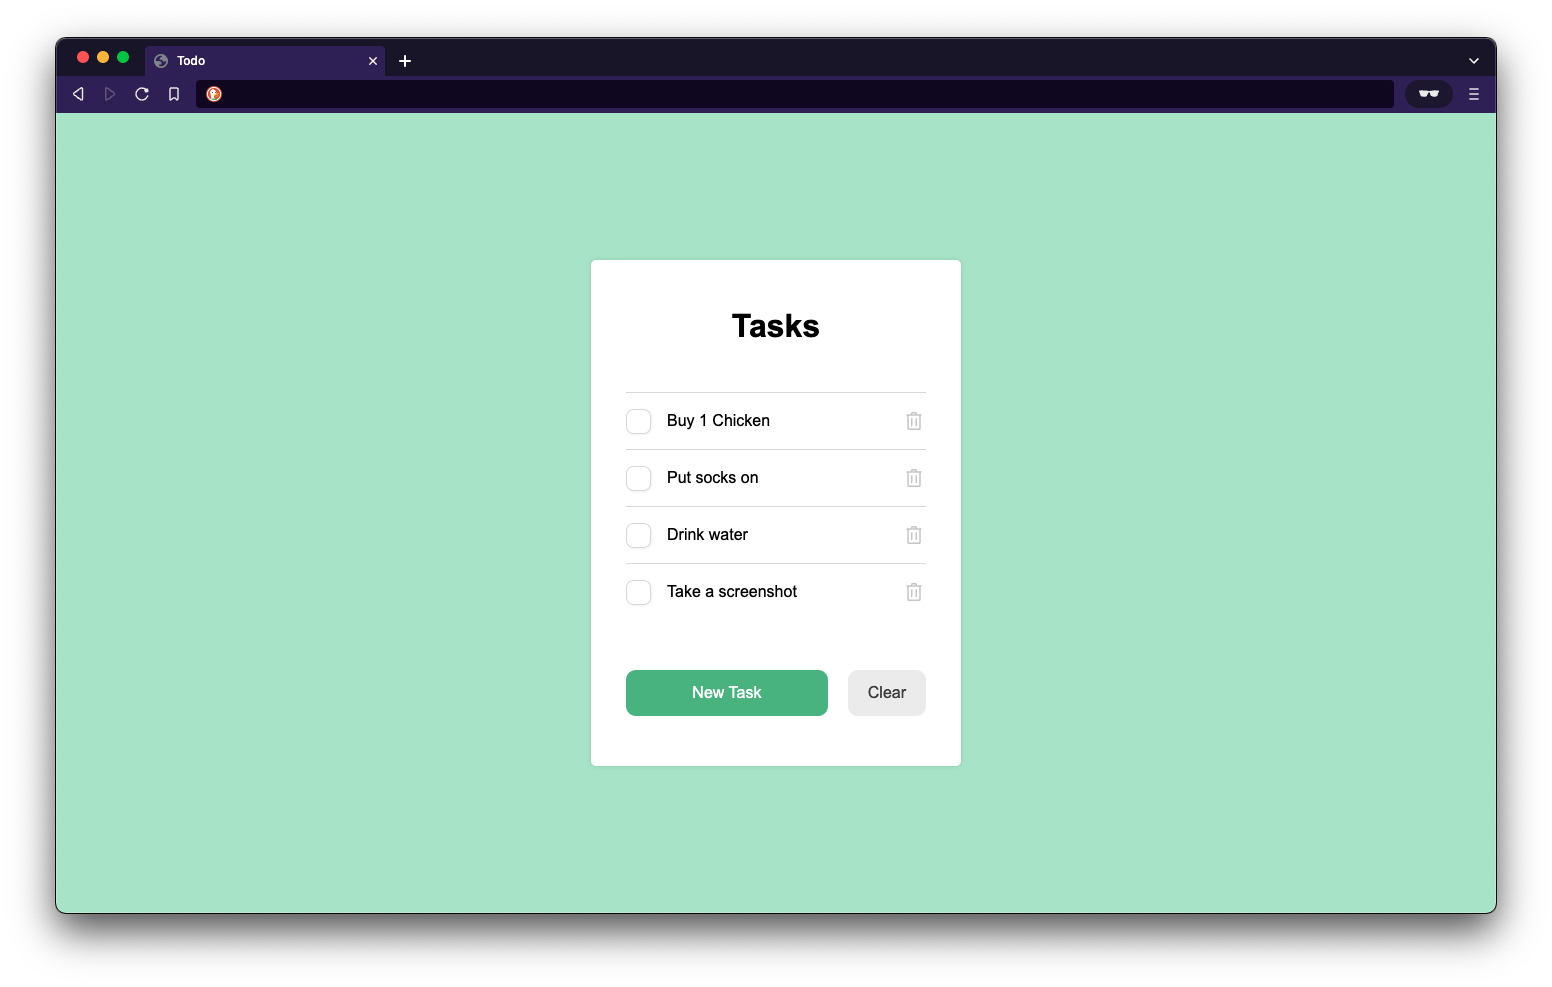 Todo
Tasks
Buy 1 Chicken
Put socks on
Drink water
Take a screenshot
New Task
Clear